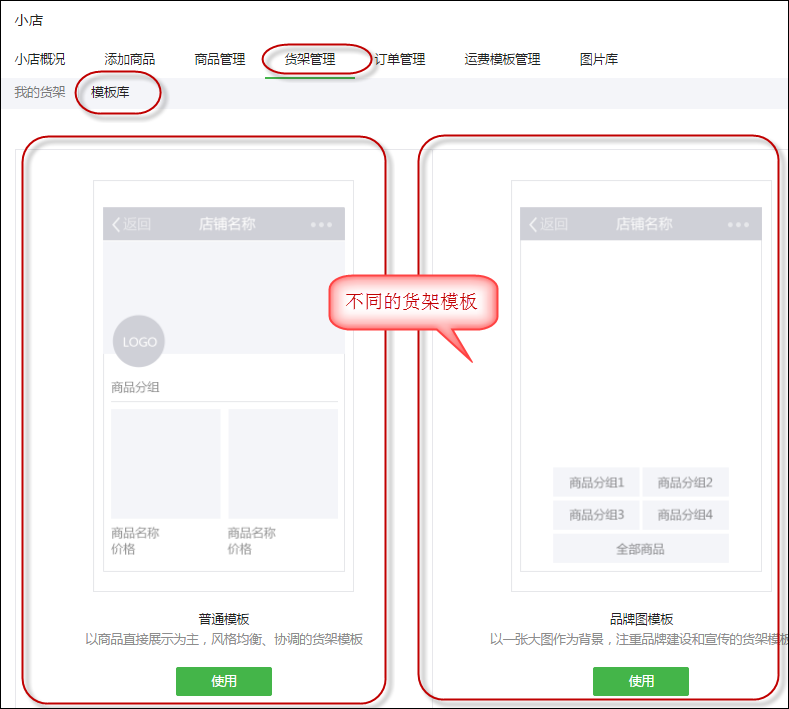 小店
小店概况 添加商品 商品管理 货架管理 订单管理 运费模板管理 图片库
我的货架 模板库
返回 店铺名称
LOGO
商品分组
商品名称 商品名称
价格 价格
普通模板
以商品直接展示为主，风格均衡、协调的货架模板
使用
不同的货架模板
返回 店铺名称
商品分组1 商品分组2
商品分组3 商品分组4
全部商品
品牌图模板
以一张大图作为背景，注重品牌建设和宣传的货架模板
使用